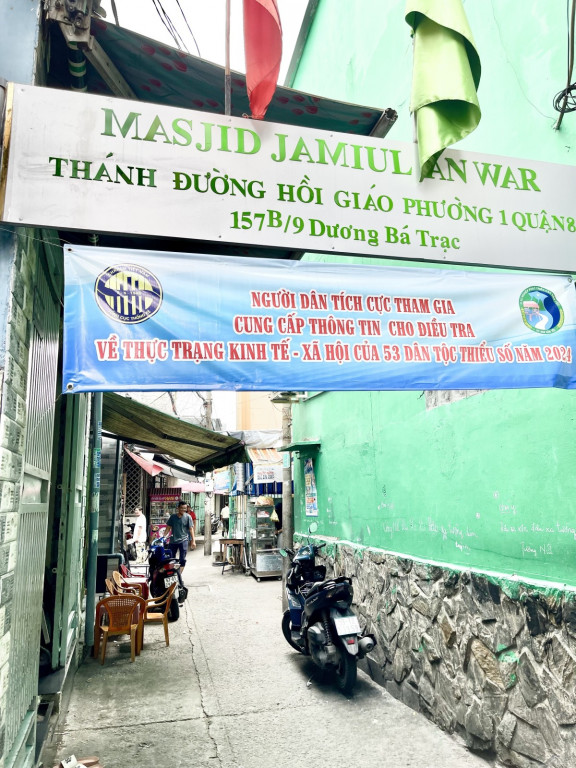 MASJID JAMIUL ANWAR
THÁNH ĐƯỜNG HỒI GIÁO PHƯỜNG 1 QUẬN 8
157B/9 Dương Bá Trạc
NGƯỜI DÂN TÍCH CỰC THAM GIA
CUNG CẤP THÔNG TIN CHO ĐIỀU TRA
VỀ THỰC TRẠNG KINH TẾ - XÃ HỘI CỦA 53 DÂN TỘC THIỂU SỐ NĂM 2024